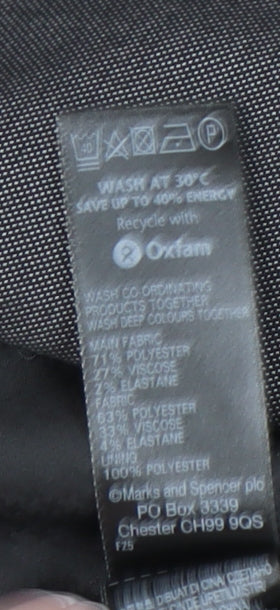 40 P
WASH AT 30°C
SAVE UP TO 40% ENERGY
Recycle with
Oxfam
WASH CO-ORDINATING
PRODUCTS TOGETHER
WASH DEEP COLOURS TOGETHER
MAIN FABRIC
71% POLYESTER
27% VISCOSE
2% ELASTANE
FABRIC
63% POLYESTER
33% VISCOSE
4% ELASTANE
LINING
100% POLYESTER
©Marks and Spencer plc
PO Box 3339
Chester CH99 9QS
F25